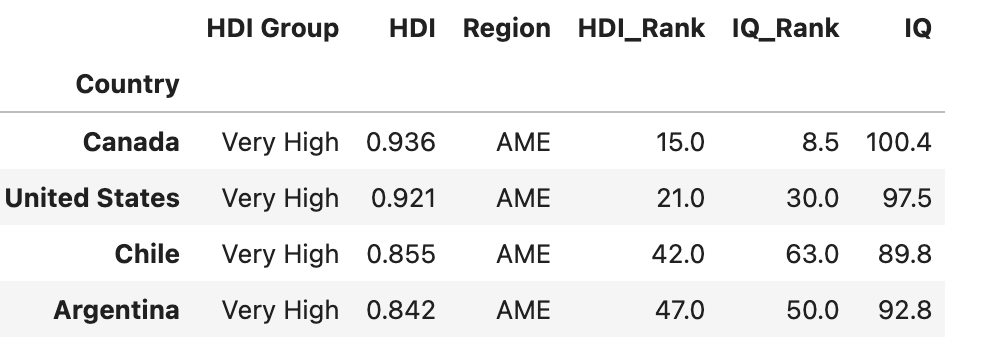 HDI Group HDI Region HDI_Rank IQ_Rank IQ
Country
Canada Very High 0.936 AME 15.0 8.5 100.4
United States Very High 0.921 AME 21.0 30.0 97.5
Chile Very High 0.855 AME 42.0 63.0 89.8
Argentina Very High 0.842 AME 47.0 50.0 92.8